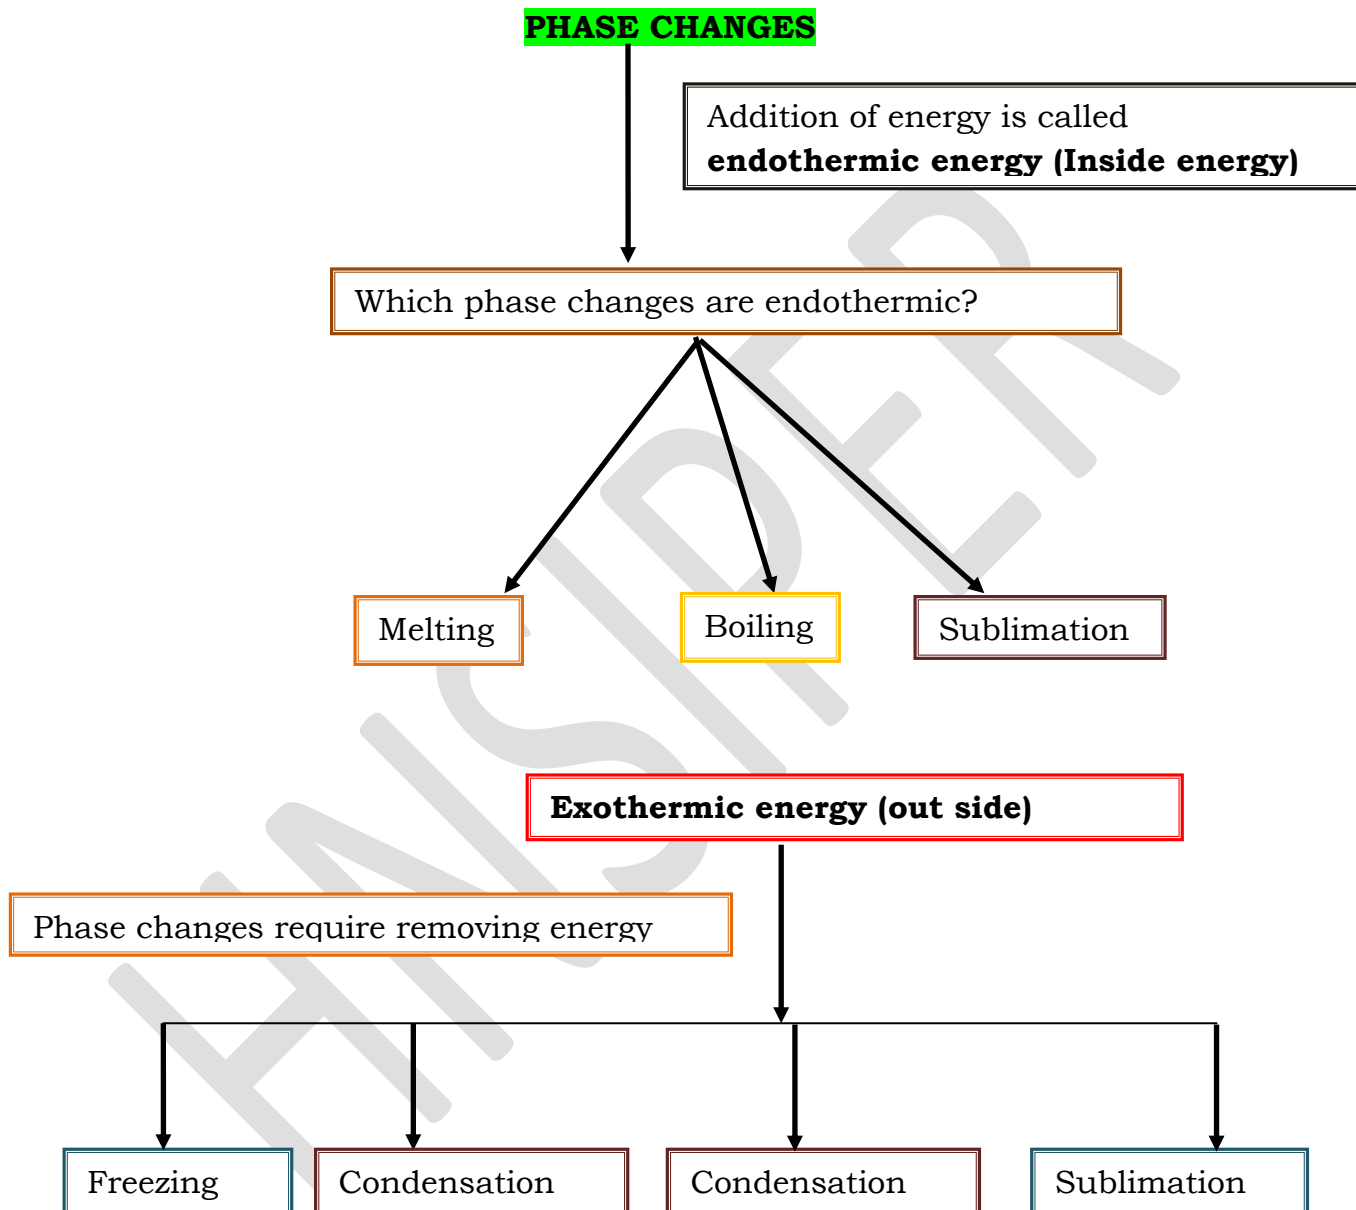 PHASE CHANGES
Addition of energy is called
endothermic energy (Inside energy)
Which phase changes are endothermic?
Melting
Boiling
Sublimation
Exothermic energy (out side)
Phase changes require removing energy
Freezing
Condensation
Condensation
Sublimation
HNSIPER